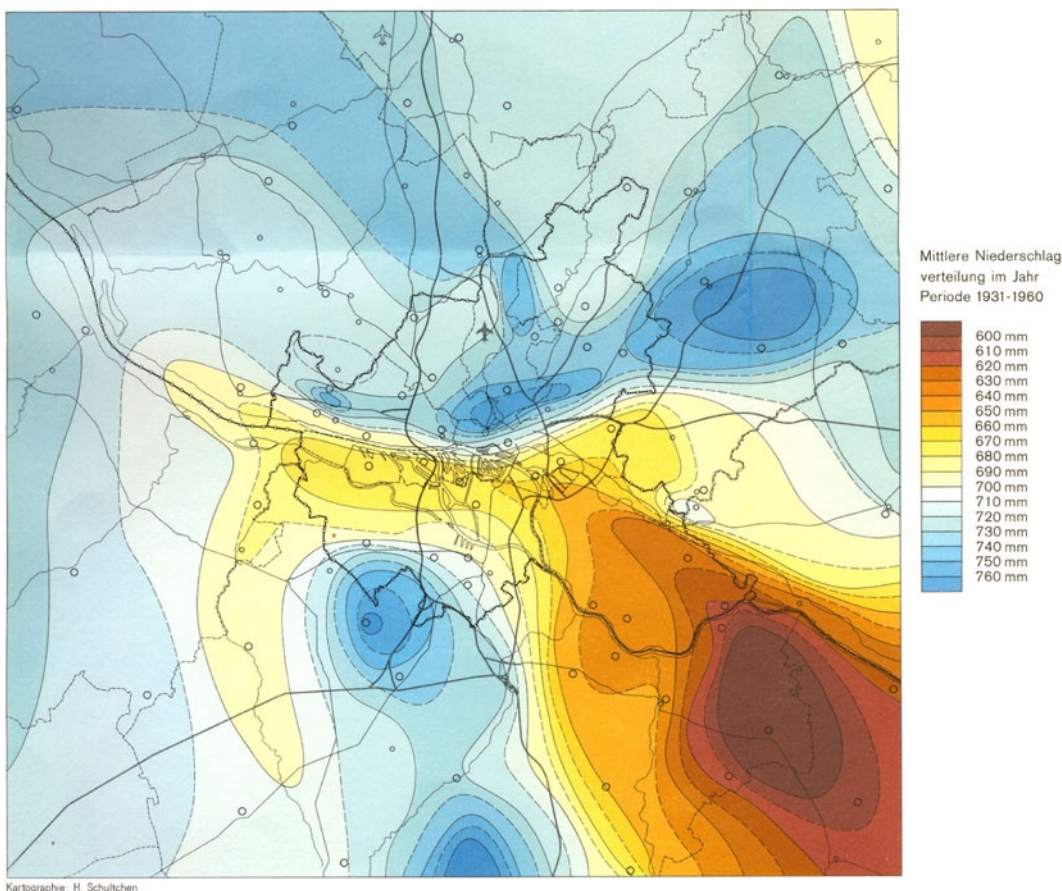 Mittlere Niederschlag
verteilung im Jahr
Periode 1931-1960
600 mm
610 mm
620 mm
630 mm
640 mm
650 mm
660 mm
670 mm
680 mm
690 mm
700 mm
710 mm
720 mm
730 mm
740 mm
750 mm
760 mm
Kartographie: H. Schultchen